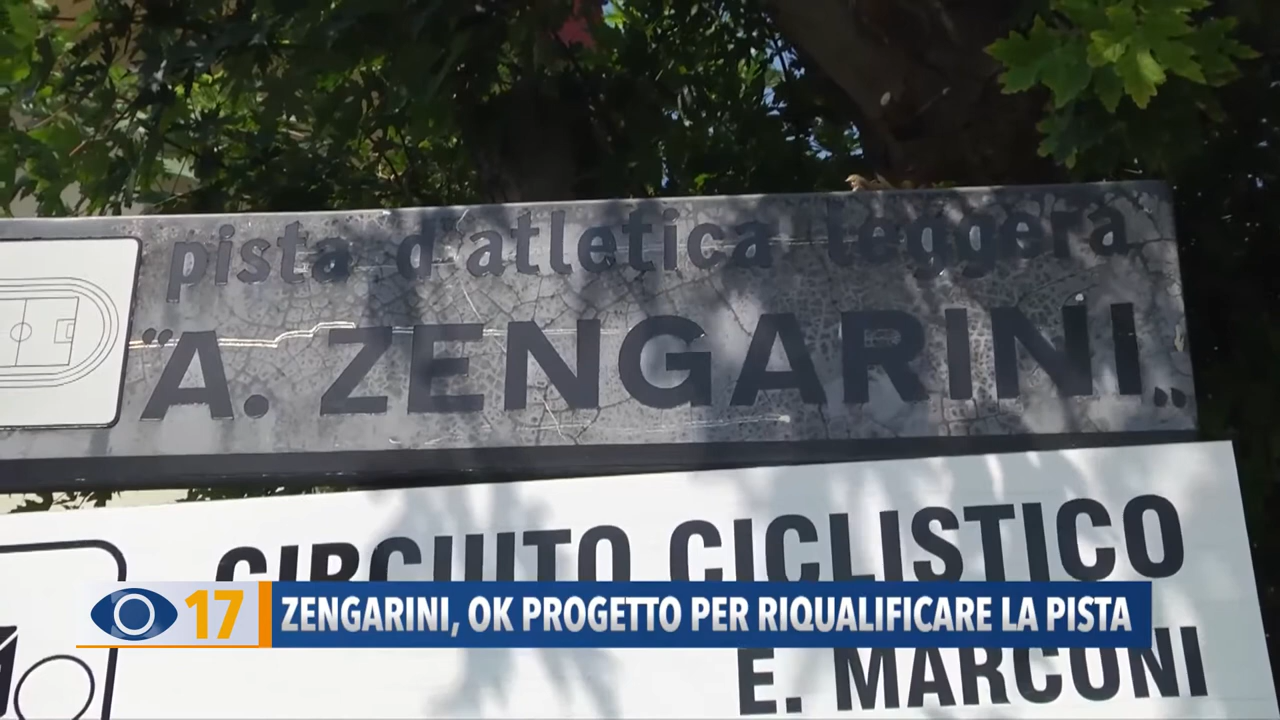 pista d'atletica leggera
"A. ZENGARINI"
CIRCUITO CICLISTICO
17 ZENGARINI, OK PROGETTO PER RIQUALIFICARE LA PISTA
E. MARCONI